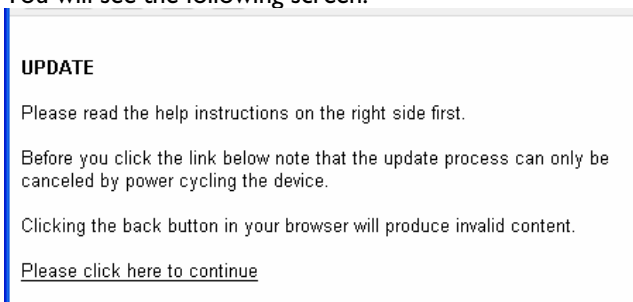 You will see the following screen:
UPDATE
Please read the help instructions on the right side first.
Before you click the link below note that the update process can only be
canceled by power cycling the device.
Clicking the back button in your browser will produce invalid content.
Please click here to continue